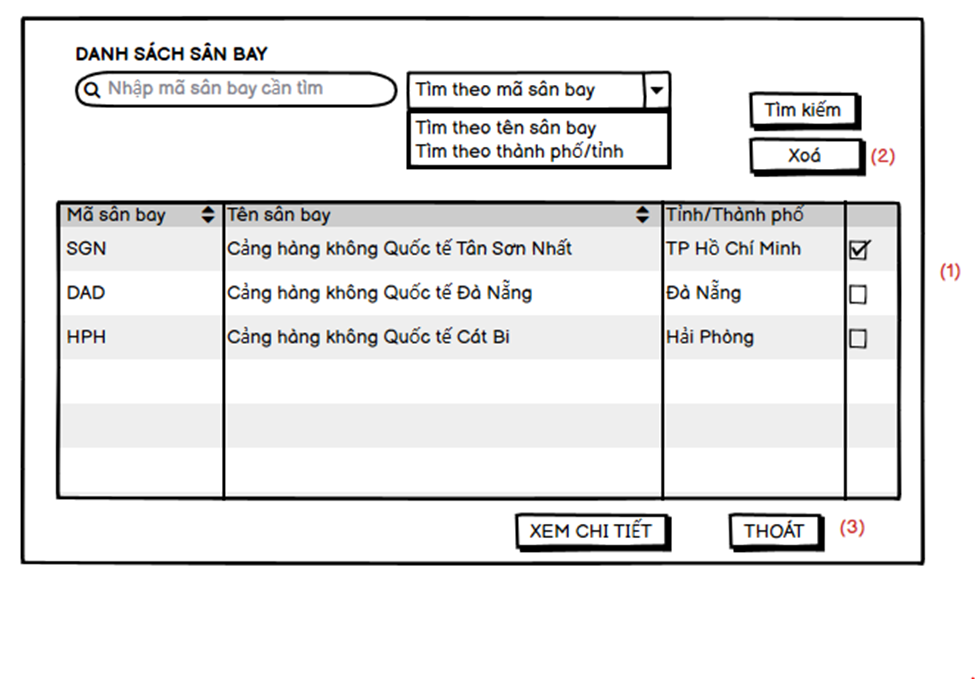 DANH SÁCH SÂN BAY
Nhập mã sân bay cần tìm
Tìm theo mã sân bay
Tìm theo tên sân bay
Tìm theo thành phố/tỉnh
Tìm kiếm
Xoá (2)
Mã sân bay Tên sân bay Tỉnh/Thành phố
SGN Cảng hàng không Quốc tế Tân Sơn Nhất TP Hồ Chí Minh
(1)
DAD Cảng hàng không Quốc tế Đà Nẵng Đà Nẵng
HPH Cảng hàng không Quốc tế Cát Bi Hải Phòng
XEM CHI TIẾT THOÁT (3)